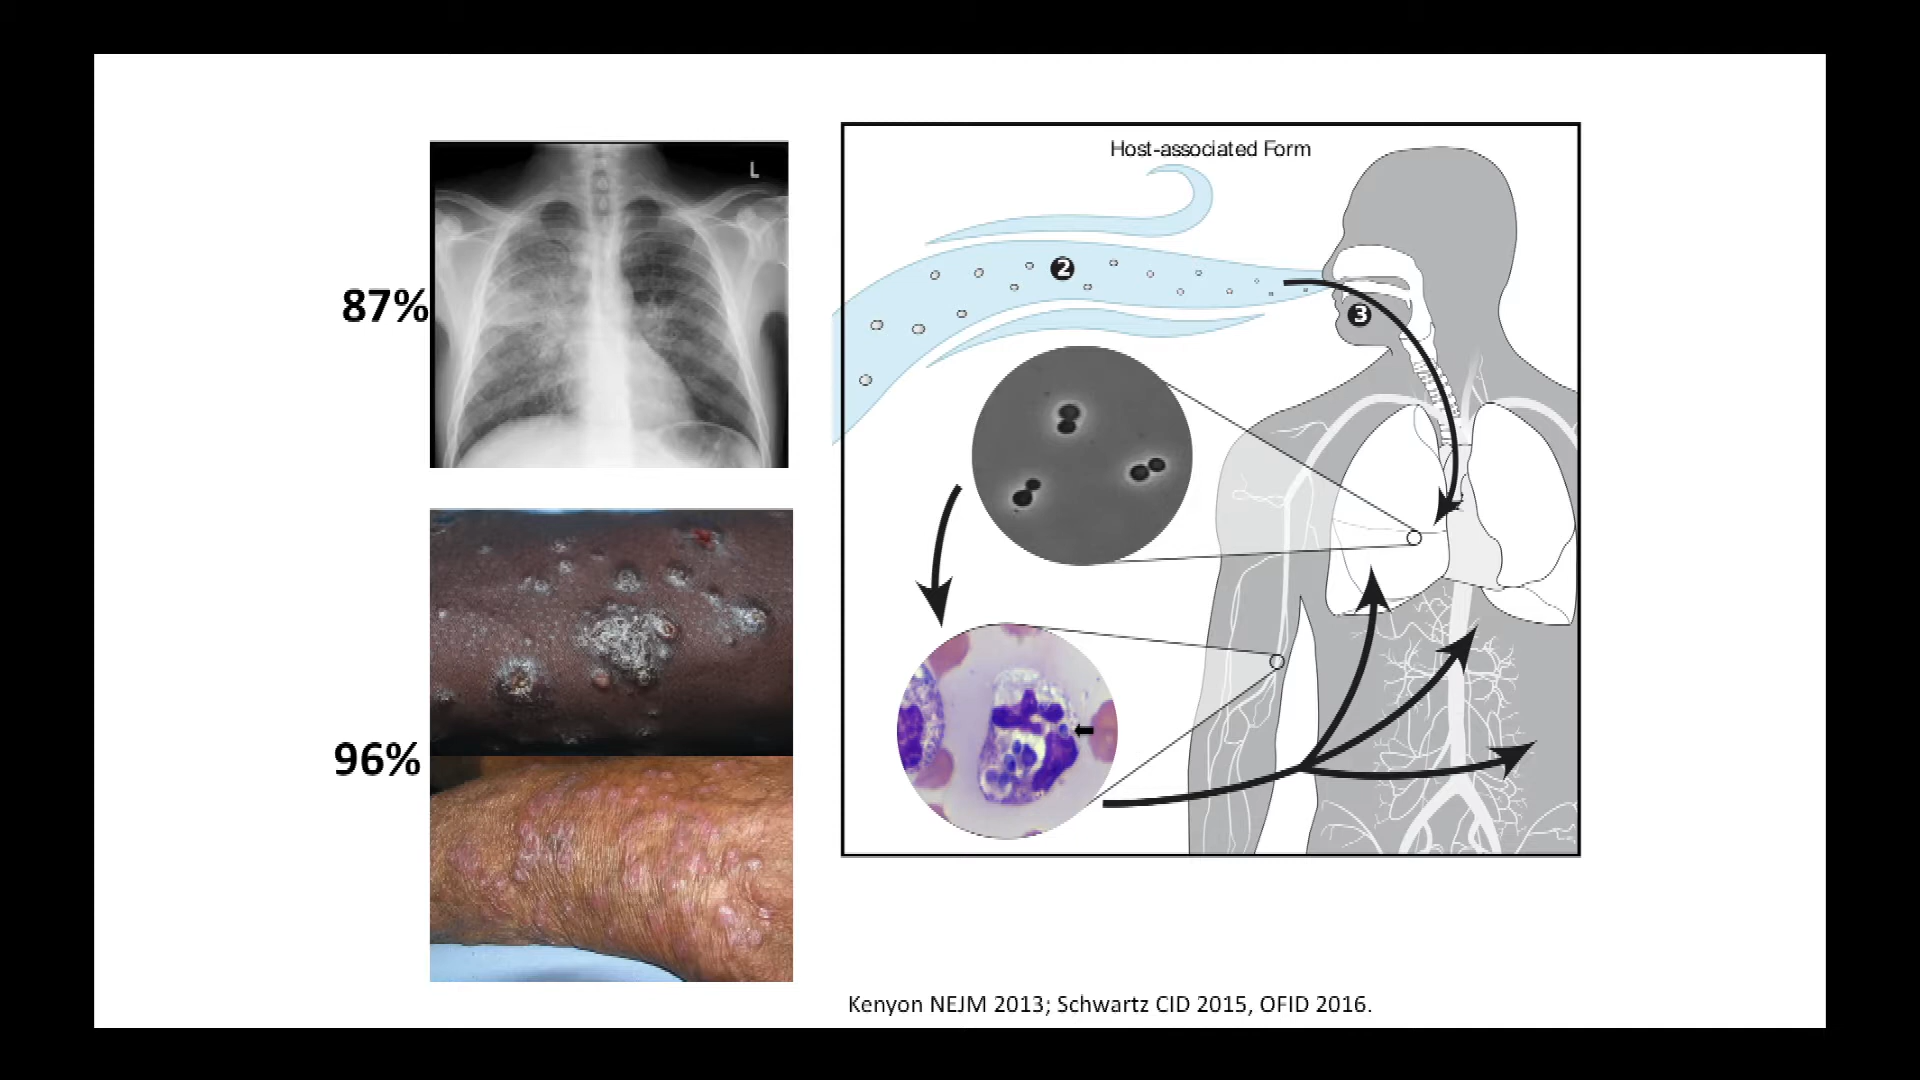 87%
L
96%
Host-associated Form
2
3
Kenyon NEJM 2013; Schwartz CID 2015, OFID 2016.